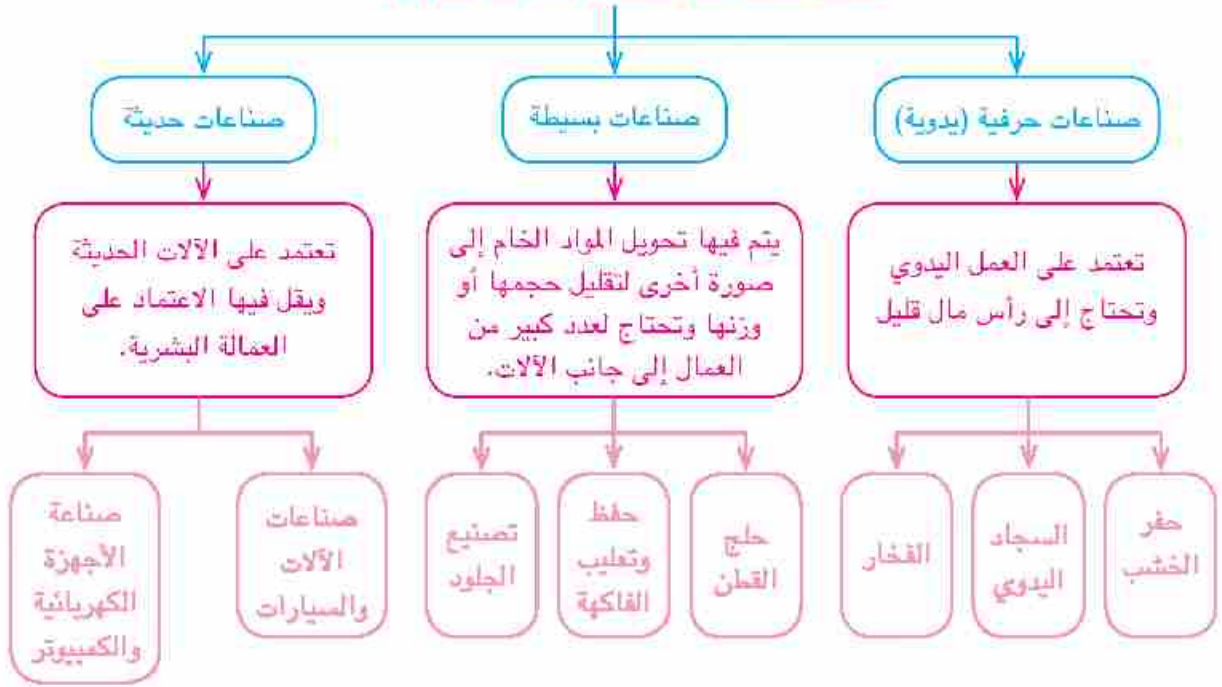 صناعات حرفية (يدوية)
صناعات بسيطة
صناعات حديثة
تعتمد على العمل اليدوي
وتحتاج إلى رأس مال قليل
يتم فيها تحويل المواد الخام إلى
صورة أخرى لتقليل حجمها أو
وزنها وتحتاج لعدد كبير من
العمال إلى جانب الآلات.
تعتمد على الآلات الحديثة
ويقل فيها الاعتماد على
العمالة البشرية.
حفر
الخشب
السجاد
اليدوي
الفخار
حلج
القطن
حفظ
وتعليب
الفاكهة
تصنيع
الجلود
صناعات
الآلات
والسيارات
صناعة
الأجهزة
الكهربائية
والكمبيوتر